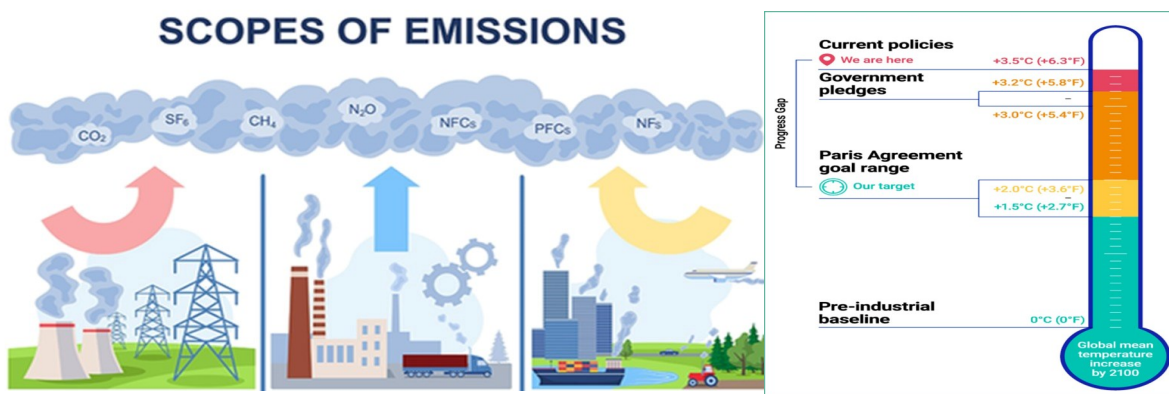 SCOPES OF EMISSIONS
CO₂
SF₆
CH₄
N₂O
NFCs
PFCs
NFs
Progress Gap
Current policies
We are here
+3.5°C (+6.3°F)
Government
pledges
+3.2°C (+5.8°F)
–
+3.0°C (+5.4°F)
Paris Agreement
goal range
Our target
+2.0°C (+3.6°F)
–
+1.5°C (+2.7°F)
Pre-industrial
baseline
0°C (0°F)
Global mean
temperature
increase
by 2100